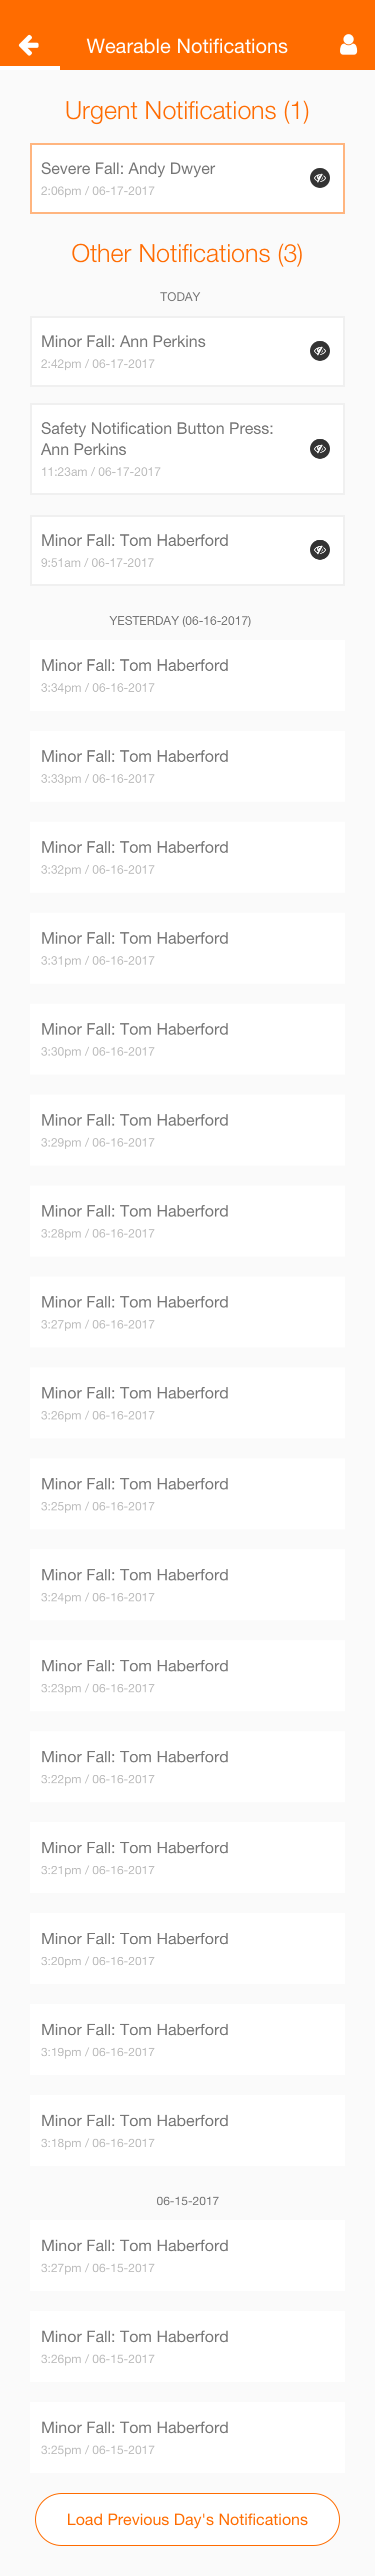 Wearable Notifications
Urgent Notifications (1)
Severe Fall: Andy Dwyer
2:06pm / 06-17-2017
Other Notifications (3)
TODAY
Minor Fall: Ann Perkins
2:42pm / 06-17-2017
Safety Notification Button Press:
Ann Perkins
11:23am / 06-17-2017
Minor Fall: Tom Haberford
9:51am / 06-17-2017
YESTERDAY (06-16-2017)
Minor Fall: Tom Haberford
3:34pm / 06-16-2017
Minor Fall: Tom Haberford
3:33pm / 06-16-2017
Minor Fall: Tom Haberford
3:32pm / 06-16-2017
Minor Fall: Tom Haberford
3:31pm / 06-16-2017
Minor Fall: Tom Haberford
3:30pm / 06-16-2017
Minor Fall: Tom Haberford
3:29pm / 06-16-2017
Minor Fall: Tom Haberford
3:28pm / 06-16-2017
Minor Fall: Tom Haberford
3:27pm / 06-16-2017
Minor Fall: Tom Haberford
3:26pm / 06-16-2017
Minor Fall: Tom Haberford
3:25pm / 06-16-2017
Minor Fall: Tom Haberford
3:24pm / 06-16-2017
Minor Fall: Tom Haberford
3:23pm / 06-16-2017
Minor Fall: Tom Haberford
3:22pm / 06-16-2017
Minor Fall: Tom Haberford
3:21pm / 06-16-2017
Minor Fall: Tom Haberford
3:20pm / 06-16-2017
Minor Fall: Tom Haberford
3:19pm / 06-16-2017
Minor Fall: Tom Haberford
3:18pm / 06-16-2017
06-15-2017
Minor Fall: Tom Haberford
3:27pm / 06-15-2017
Minor Fall: Tom Haberford
3:26pm / 06-15-2017
Minor Fall: Tom Haberford
3:25pm / 06-15-2017
Load Previous Day's Notifications